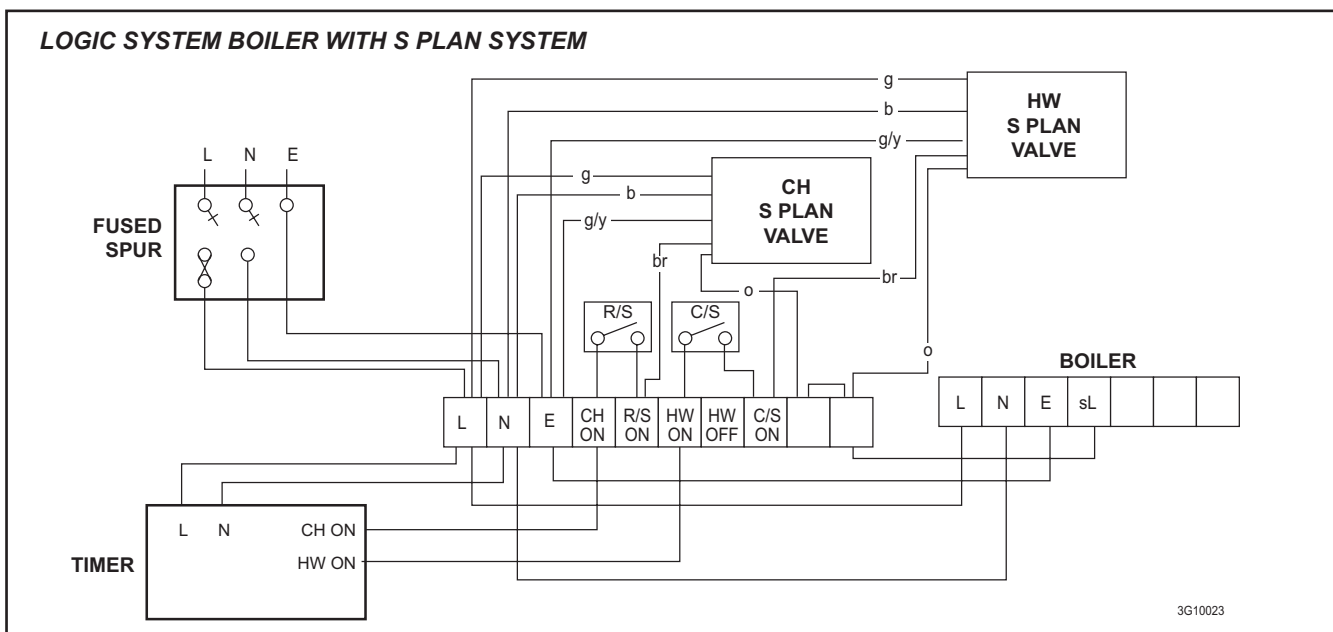 LOGIC SYSTEM BOILER WITH S PLAN SYSTEM
g
HW
S PLAN
VALVE
b
g/y
L N E
FUSED
SPUR
g
b
g/y
CH
S PLAN
VALVE
br
o
br
R/S
C/S
o
BOILER
L N E CH ON R/S ON HW ON HW OFF C/S ON
L N E sL
TIMER
L N CH ON
HW ON
3G10023